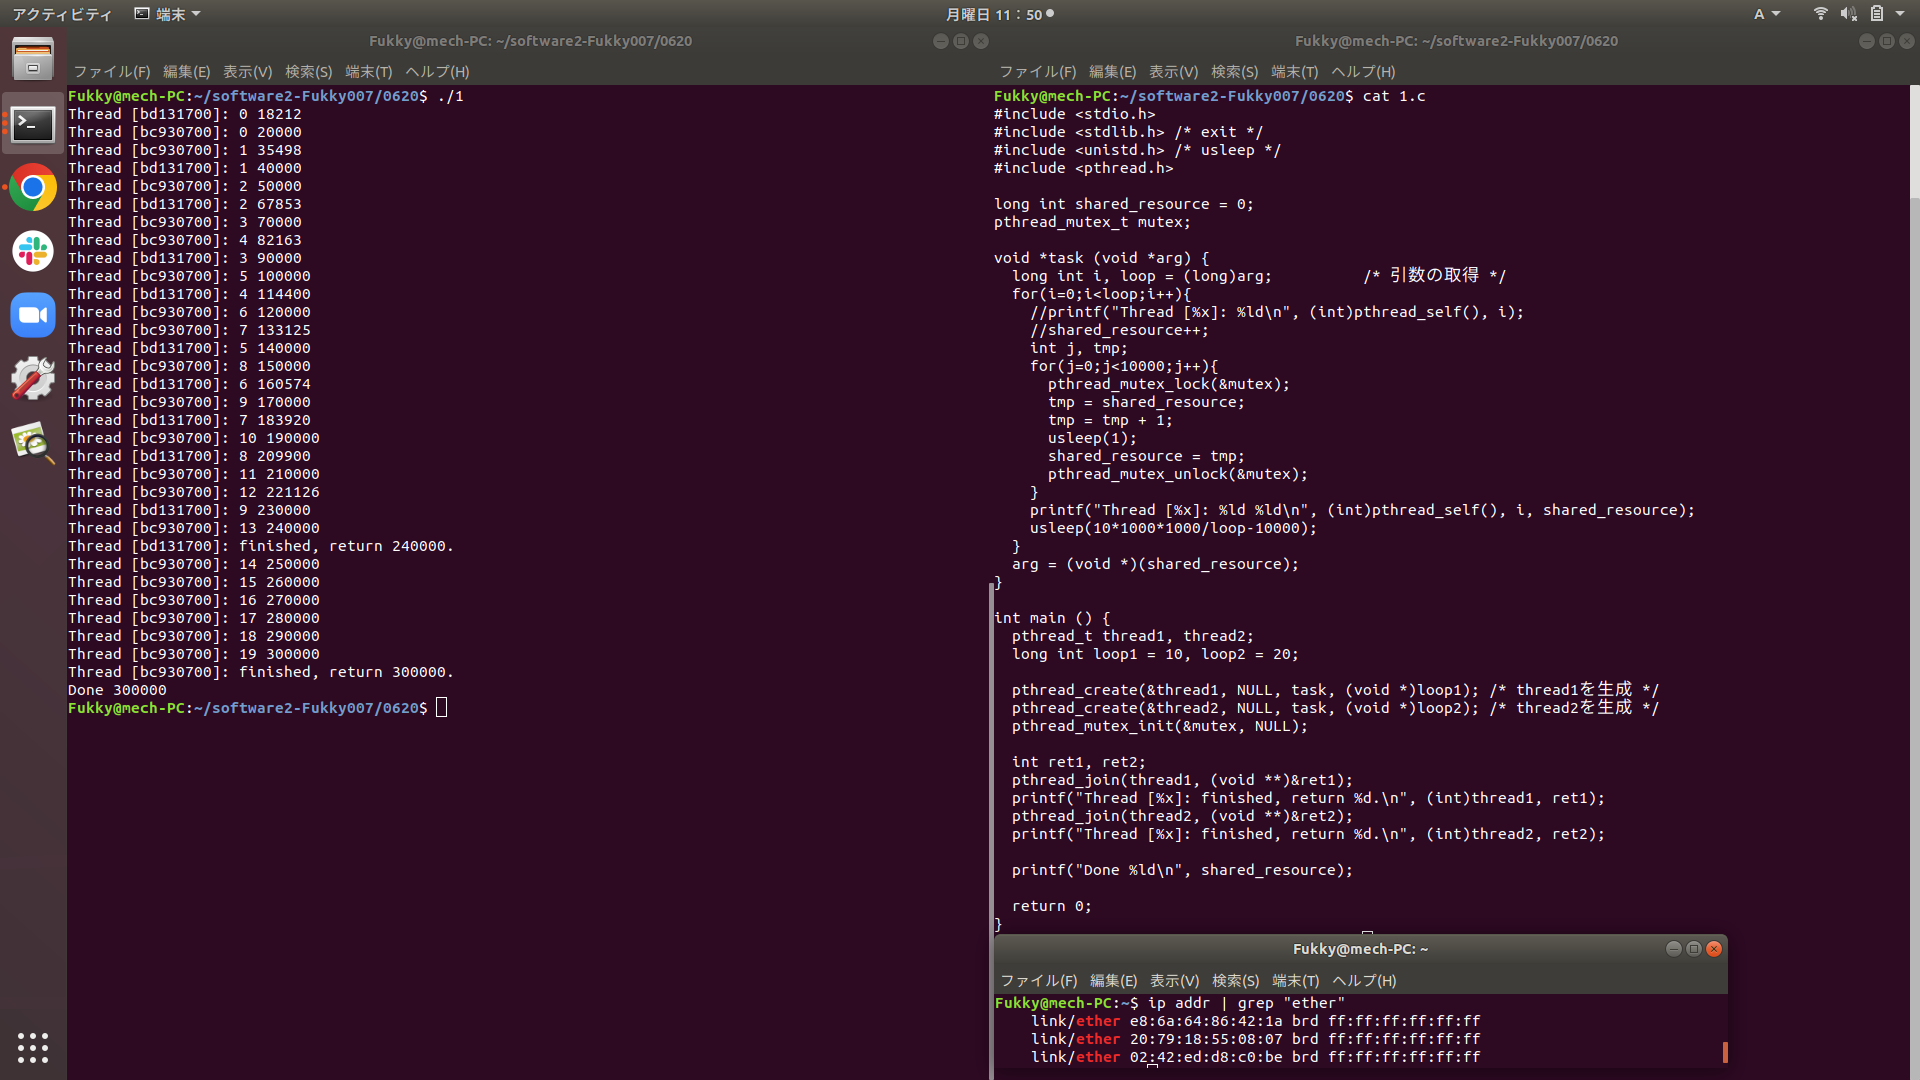 アクティビティ 端末 月曜日 11：50 A
Fukky@mech-PC: ~/software2-Fukky007/0620
ファイル(F) 編集(E) 表示(V) 検索(S) 端末(T) ヘルプ(H)
Fukky@mech-PC:~/software2-Fukky007/0620$ ./1
Thread [bd131700]: 0 18212
Thread [bc930700]: 0 20000
Thread [bc930700]: 1 35498
Thread [bd131700]: 1 40000
Thread [bc930700]: 2 50000
Thread [bd131700]: 2 67853
Thread [bc930700]: 3 70000
Thread [bc930700]: 4 82163
Thread [bd131700]: 3 90000
Thread [bc930700]: 5 100000
Thread [bd131700]: 4 114400
Thread [bc930700]: 6 120000
Thread [bc930700]: 7 133125
Thread [bd131700]: 5 140000
Thread [bc930700]: 8 150000
Thread [bd131700]: 6 160574
Thread [bc930700]: 9 170000
Thread [bd131700]: 7 183920
Thread [bc930700]: 10 190000
Thread [bd131700]: 8 209900
Thread [bc930700]: 11 210000
Thread [bc930700]: 12 221126
Thread [bd131700]: 9 230000
Thread [bc930700]: 13 240000
Thread [bd131700]: finished, return 240000.
Thread [bc930700]: 14 250000
Thread [bc930700]: 15 260000
Thread [bc930700]: 16 270000
Thread [bc930700]: 17 280000
Thread [bc930700]: 18 290000
Thread [bc930700]: 19 300000
Thread [bc930700]: finished, return 300000.
Done 300000
Fukky@mech-PC:~/software2-Fukky007/0620$
Fukky@mech-PC: ~/software2-Fukky007/0620
ファイル(F) 編集(E) 表示(V) 検索(S) 端末(T) ヘルプ(H)
Fukky@mech-PC:~/software2-Fukky007/0620$ cat 1.c
#include <stdio.h>
#include <stdlib.h> /* exit */
#include <unistd.h> /* usleep */
#include <pthread.h>
long int shared_resource = 0;
pthread_mutex_t mutex;
void *task (void *arg) {
  long int i, loop = (long)arg;          /* 引数の取得 */
  for(i=0;i<loop;i++){
    //printf("Thread [%x]: %ld\n", (int)pthread_self(), i);
    //shared_resource++;
    int j, tmp;
    for(j=0;j<10000;j++){
      pthread_mutex_lock(&mutex);
      tmp = shared_resource;
      tmp = tmp + 1;
      usleep(1);
      shared_resource = tmp;
      pthread_mutex_unlock(&mutex);
    }
    printf("Thread [%x]: %ld %ld\n", (int)pthread_self(), i, shared_resource);
    usleep(10*1000*1000/loop-10000);
  }
  arg = (void *)(shared_resource);
}
int main () {
  pthread_t thread1, thread2;
  long int loop1 = 10, loop2 = 20;
  pthread_create(&thread1, NULL, task, (void *)loop1); /* thread1を生成 */
  pthread_create(&thread2, NULL, task, (void *)loop2); /* thread2を生成 */
  pthread_mutex_init(&mutex, NULL);
  int ret1, ret2;
  pthread_join(thread1, (void **)&ret1);
  printf("Thread [%x]: finished, return %d.\n", (int)thread1, ret1);
  pthread_join(thread2, (void **)&ret2);
  printf("Thread [%x]: finished, return %d.\n", (int)thread2, ret2);
  printf("Done %ld\n", shared_resource);
  return 0;
}
Fukky@mech-PC: ~
ファイル(F) 編集(E) 表示(V) 検索(S) 端末(T) ヘルプ(H)
Fukky@mech-PC:~$ ip addr | grep "ether"
    link/ether e8:6a:64:86:42:1a brd ff:ff:ff:ff:ff:ff
    link/ether 20:79:18:55:08:07 brd ff:ff:ff:ff:ff:ff
    link/ether 02:42:ed:d8:c0:be brd ff:ff:ff:ff:ff:ff